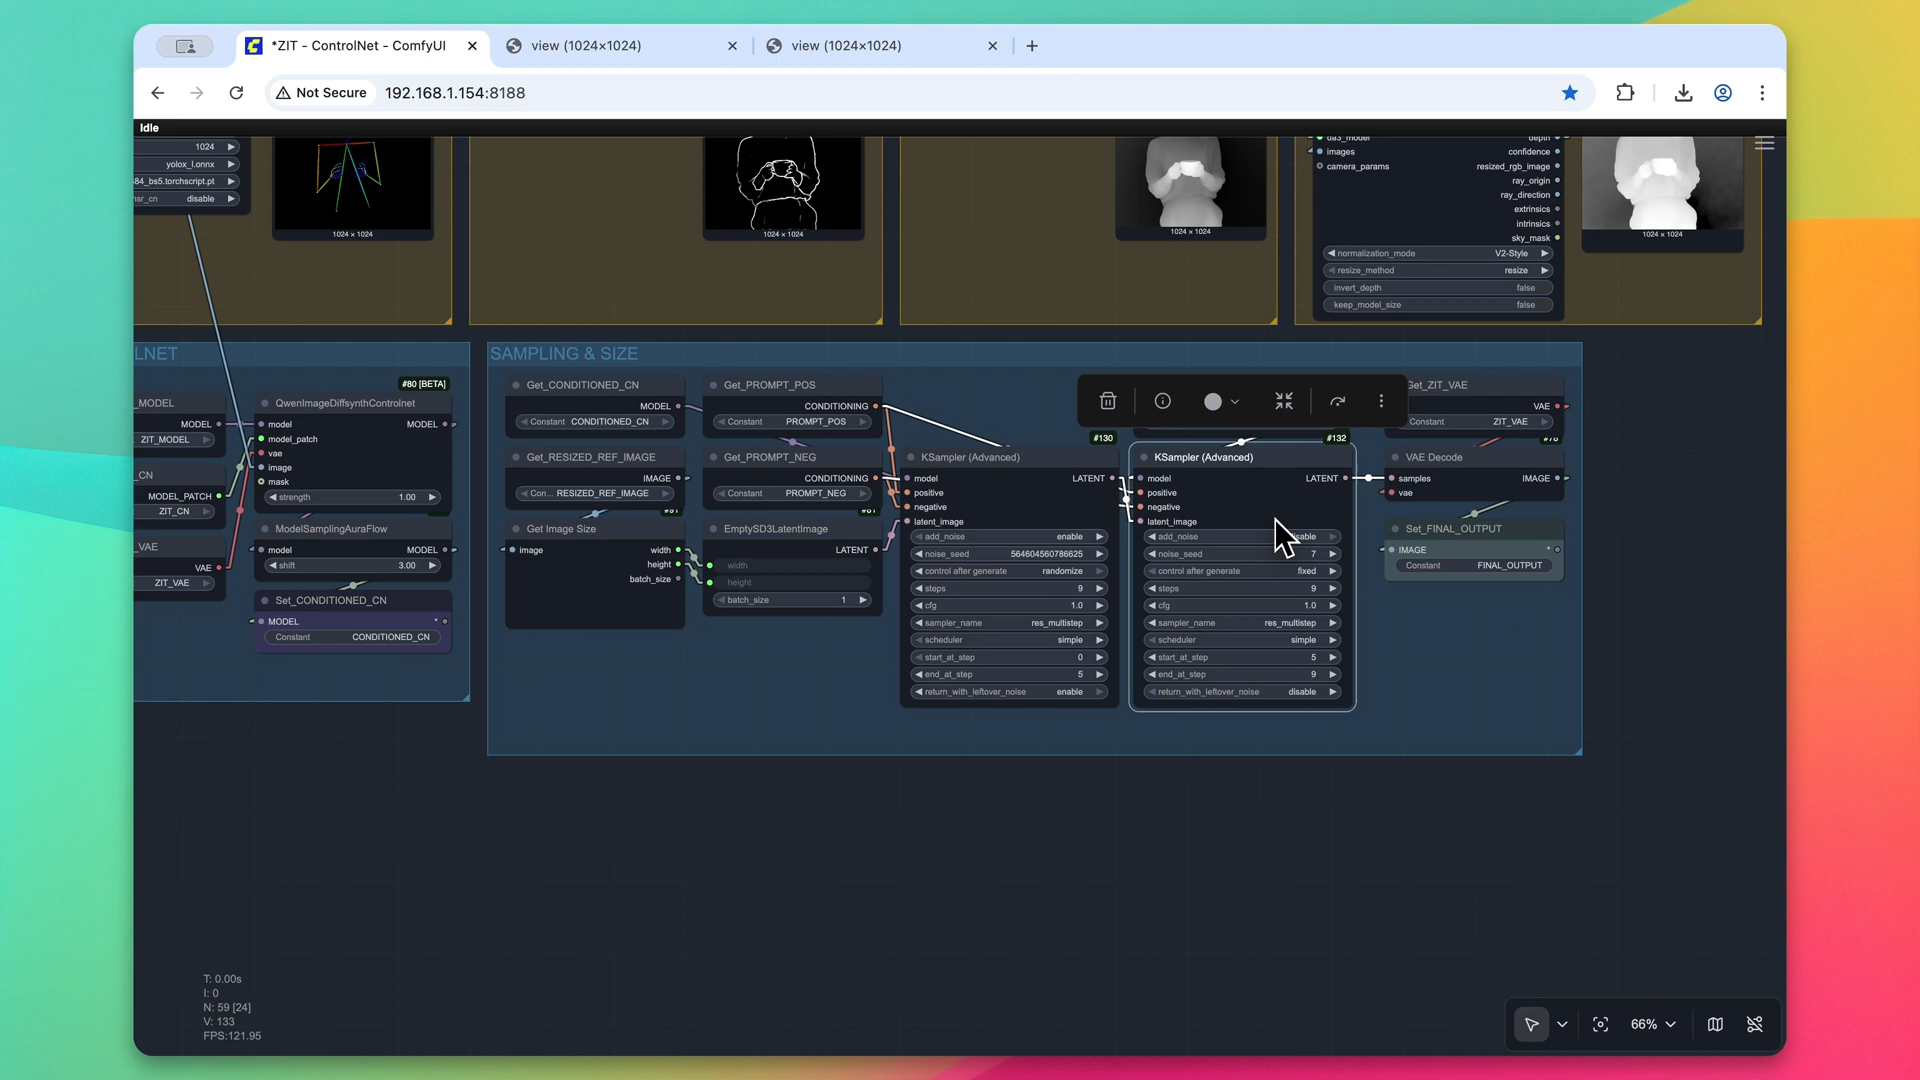 *ZIT - ControlNet - ComfyUI
view (1024×1024)
view (1024×1024)
Not Secure
192.168.1.154:8188
Idle
1024
yolox_l.onnx
84_bs5.torchscript.pt
disable
1024 × 1024
1024 × 1024
1024 × 1024
da3_model
depth
images
confidence
camera_params
resized_rgb_image
ray_origin
ray_direction
extrinsics
intrinsics
sky_mask
normalization_mode
V2-Style
resize_method
resize
invert_depth
false
keep_model_size
false
1024 × 1024
LNET
#80 [BETA]
_MODEL
MODEL
ZIT_MODEL
_CN
MODEL_PATCH
ZIT_CN
_VAE
VAE
ZIT_VAE
QwenImageDiffsynthControlnet
model
MODEL
model_patch
vae
image
mask
strength
1.00
ModelSamplingAuraFlow
model
MODEL
shift
3.00
Set_CONDITIONED_CN
MODEL
Constant
CONDITIONED_CN
SAMPLING & SIZE
Get_CONDITIONED_CN
MODEL
Constant
CONDITIONED_CN
Get_RESIZED_REF_IMAGE
IMAGE
Con...
RESIZED_REF_IMAGE
Get Image Size
image
width
height
batch_size
Get_PROMPT_POS
CONDITIONING
Constant
PROMPT_POS
Get_PROMPT_NEG
CONDITIONING
Constant
PROMPT_NEG
EmptySD3LatentImage
LATENT
width
height
batch_size
1
#130
KSampler (Advanced)
model
LATENT
positive
negative
latent_image
add_noise
enable
noise_seed
564604560786625
control after generate
randomize
steps
9
cfg
1.0
sampler_name
res_multistep
scheduler
simple
start_at_step
0
end_at_step
5
return_with_leftover_noise
enable
#132
KSampler (Advanced)
model
LATENT
positive
negative
latent_image
add_noise
noise_seed
7
control after generate
fixed
steps
9
cfg
1.0
sampler_name
res_multistep
scheduler
simple
start_at_step
5
end_at_step
9
return_with_leftover_noise
disable
Get_ZIT_VAE
VAE
Constant
ZIT_VAE
VAE Decode
samples
IMAGE
vae
Set_FINAL_OUTPUT
IMAGE
Constant
FINAL_OUTPUT
T: 0.00s
I: 0
N: 59 [24]
V: 133
FPS:121.95
66%